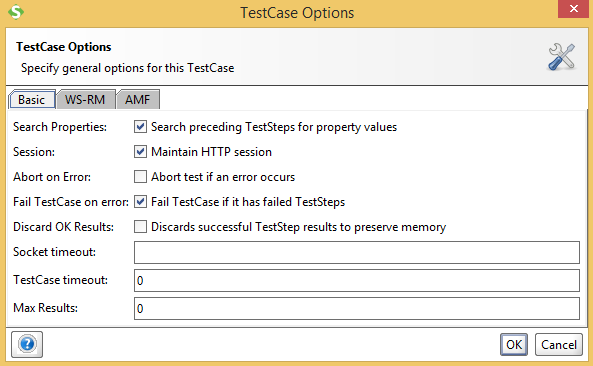 TestCase Options
TestCase Options
Specify general options for this TestCase
Basic WS-RM AMF
Search Properties: Search preceding TestSteps for property values
Session: Maintain HTTP session
Abort on Error: Abort test if an error occurs
Fail TestCase on error: Fail TestCase if it has failed TestSteps
Discard OK Results: Discards successful TestStep results to preserve memory
Socket timeout:
TestCase timeout: 0
Max Results: 0
? OK Cancel